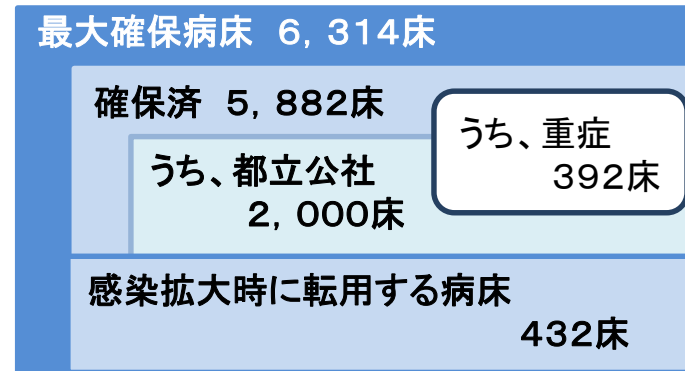 最大確保病床　６，３１４床
確保済　５，８８２床
うち、重症
３９２床
うち、都立公社
２，０００床
感染拡大時に転用する病床
４３２床